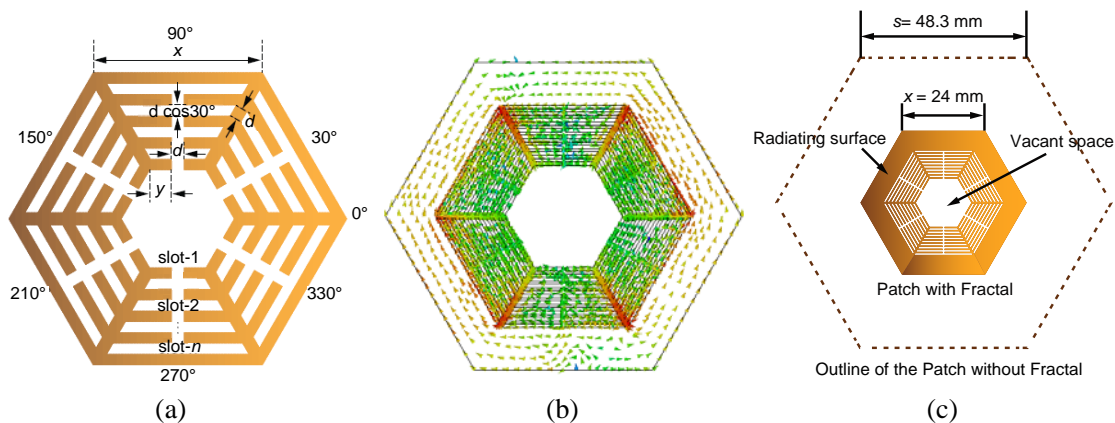 90°
x
d cos30°
d
150°
30°
d
y
0°
slot-1
210°
slot-2
330°
slot-n
270°
(a)
(b)
s= 48.3 mm
x = 24 mm
Radiating surface
Vacant space
Patch with Fractal
Outline of the Patch without Fractal
(c)